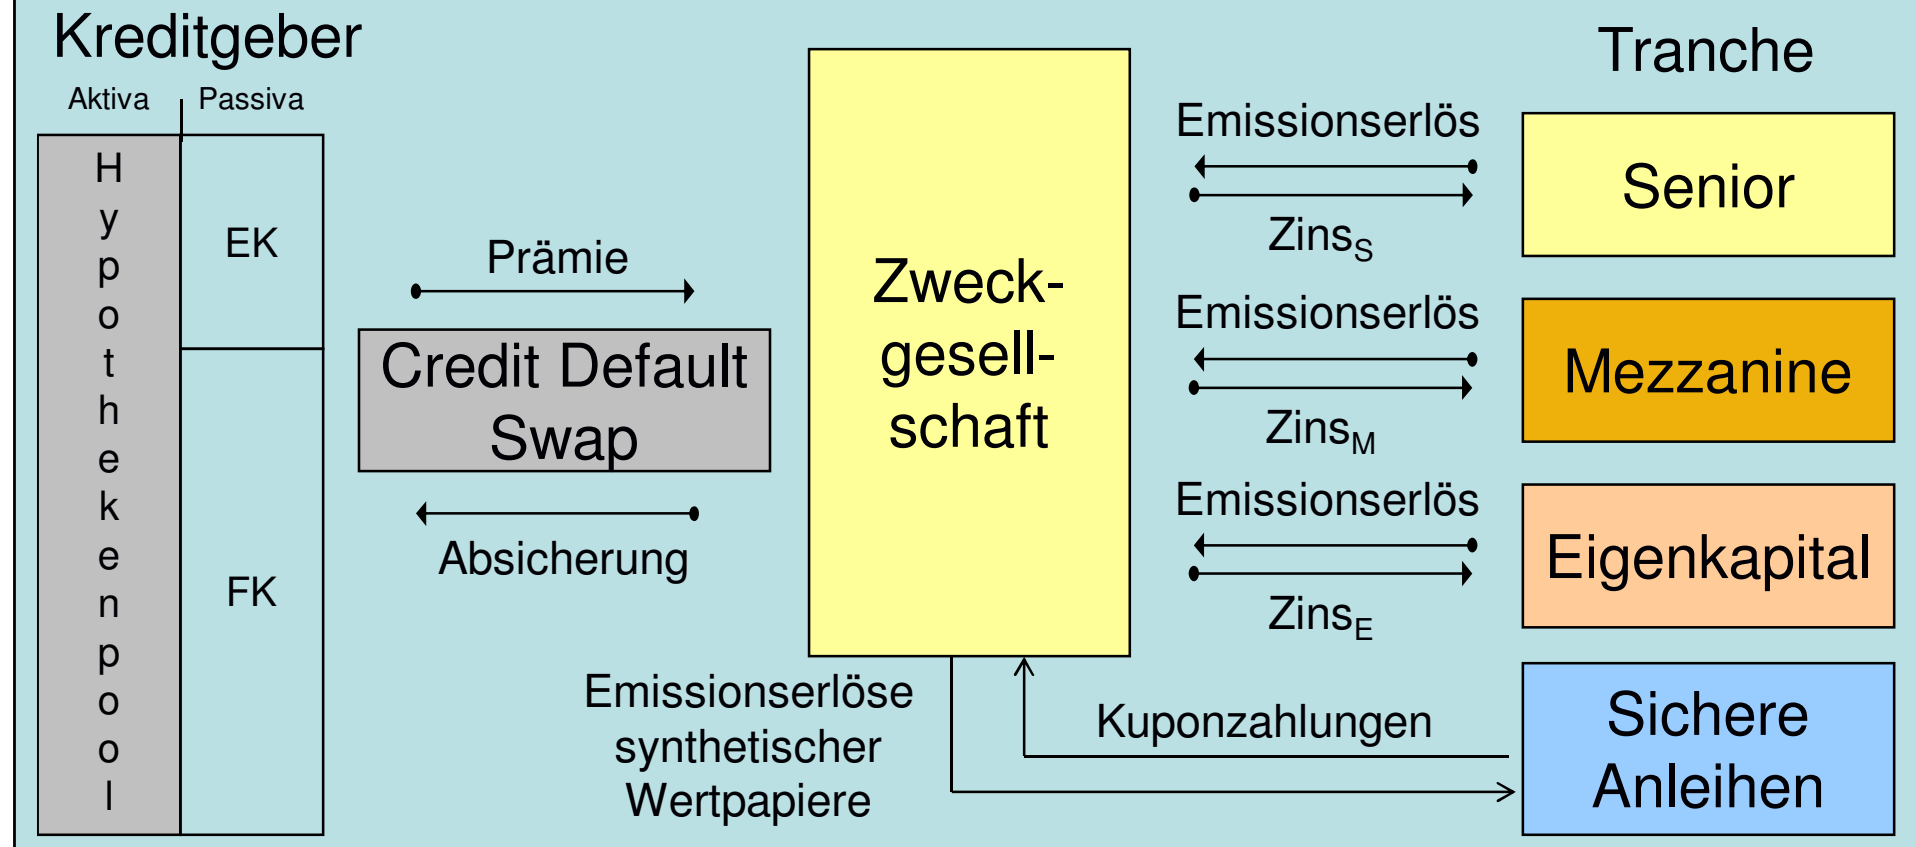 Kreditgeber
Aktiva
Passiva
H
y
p
o
t
h
e
k
e
n
p
o
o
l
EK
FK
Prämie
Credit Default
Swap
Absicherung
Zweck-
gesell-
schaft
Tranche
Emissionserlös
ZinsS
Senior
Emissionserlös
ZinsM
Mezzanine
Emissionserlös
ZinsE
Eigenkapital
Emissionserlöse
synthetischer
Wertpapiere
Kuponzahlungen
Sichere
Anleihen